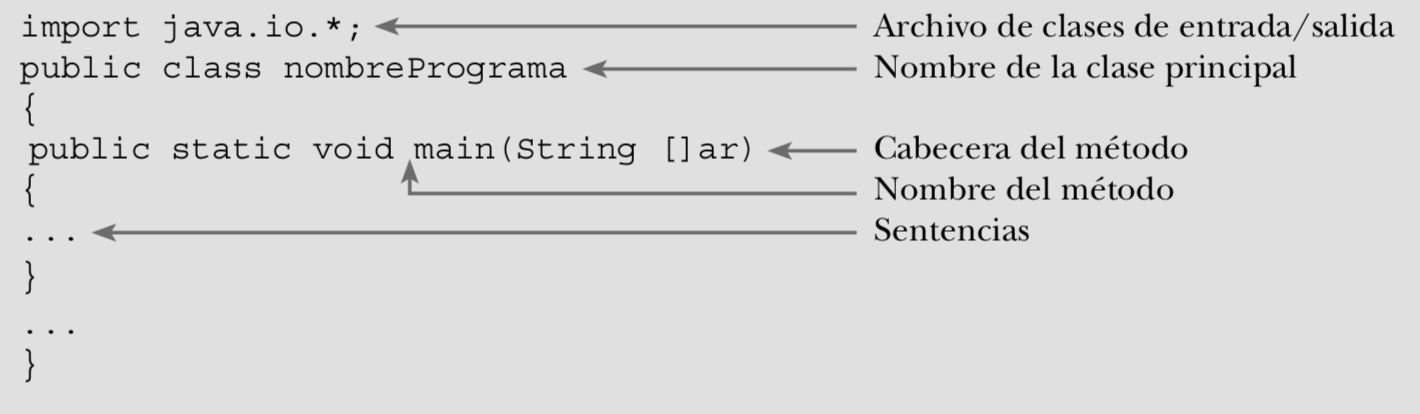 import java.io.*; Archivo de clases de entrada/salida
public class nombrePrograma Nombre de la clase principal
{
public static void main(String []ar) Cabecera del método
{ Nombre del método
... Sentencias
}
...
}